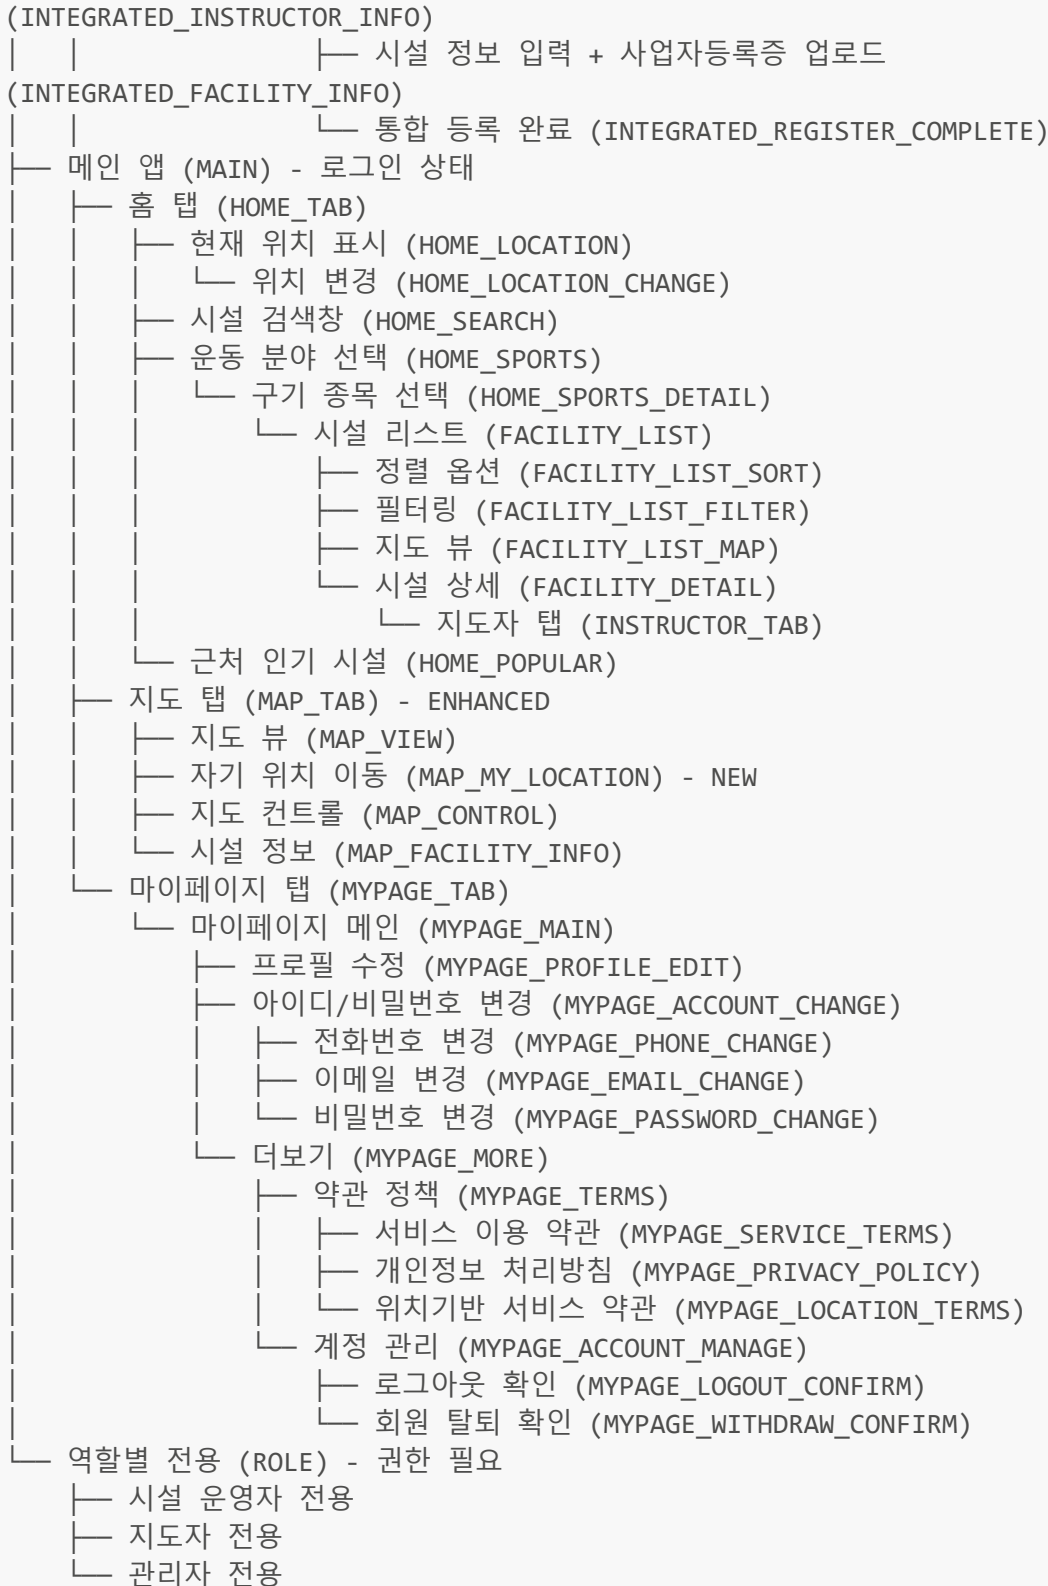 (INTEGRATED_INSTRUCTOR_INFO)
│   │               ├── 시설 정보 입력 + 사업자등록증 업로드
(INTEGRATED_FACILITY_INFO)
│   │               └── 통합 등록 완료 (INTEGRATED_REGISTER_COMPLETE)
├── 메인 앱 (MAIN) - 로그인 상태
│   ├── 홈 탭 (HOME_TAB)
│   │   ├── 현재 위치 표시 (HOME_LOCATION)
│   │   │   └── 위치 변경 (HOME_LOCATION_CHANGE)
│   │   ├── 시설 검색창 (HOME_SEARCH)
│   │   ├── 운동 분야 선택 (HOME_SPORTS)
│   │   │   └── 구기 종목 선택 (HOME_SPORTS_DETAIL)
│   │   │       └── 시설 리스트 (FACILITY_LIST)
│   │   │           ├── 정렬 옵션 (FACILITY_LIST_SORT)
│   │   │           ├── 필터링 (FACILITY_LIST_FILTER)
│   │   │           ├── 지도 뷰 (FACILITY_LIST_MAP)
│   │   │           └── 시설 상세 (FACILITY_DETAIL)
│   │   │               └── 지도자 탭 (INSTRUCTOR_TAB)
│   │   └── 근처 인기 시설 (HOME_POPULAR)
│   ├── 지도 탭 (MAP_TAB) - ENHANCED
│   │   ├── 지도 뷰 (MAP_VIEW)
│   │   ├── 자기 위치 이동 (MAP_MY_LOCATION) - NEW
│   │   ├── 지도 컨트롤 (MAP_CONTROL)
│   │   └── 시설 정보 (MAP_FACILITY_INFO)
│   └── 마이페이지 탭 (MYPAGE_TAB)
│       └── 마이페이지 메인 (MYPAGE_MAIN)
│           ├── 프로필 수정 (MYPAGE_PROFILE_EDIT)
│           ├── 아이디/비밀번호 변경 (MYPAGE_ACCOUNT_CHANGE)
│           │   ├── 전화번호 변경 (MYPAGE_PHONE_CHANGE)
│           │   ├── 이메일 변경 (MYPAGE_EMAIL_CHANGE)
│           │   └── 비밀번호 변경 (MYPAGE_PASSWORD_CHANGE)
│           └── 더보기 (MYPAGE_MORE)
│               ├── 약관 정책 (MYPAGE_TERMS)
│               │   ├── 서비스 이용 약관 (MYPAGE_SERVICE_TERMS)
│               │   ├── 개인정보 처리방침 (MYPAGE_PRIVACY_POLICY)
│               │   └── 위치기반 서비스 약관 (MYPAGE_LOCATION_TERMS)
│               └── 계정 관리 (MYPAGE_ACCOUNT_MANAGE)
│                   ├── 로그아웃 확인 (MYPAGE_LOGOUT_CONFIRM)
│                   └── 회원 탈퇴 확인 (MYPAGE_WITHDRAW_CONFIRM)
└── 역할별 전용 (ROLE) - 권한 필요
    ├── 시설 운영자 전용
    ├── 지도자 전용
    └── 관리자 전용